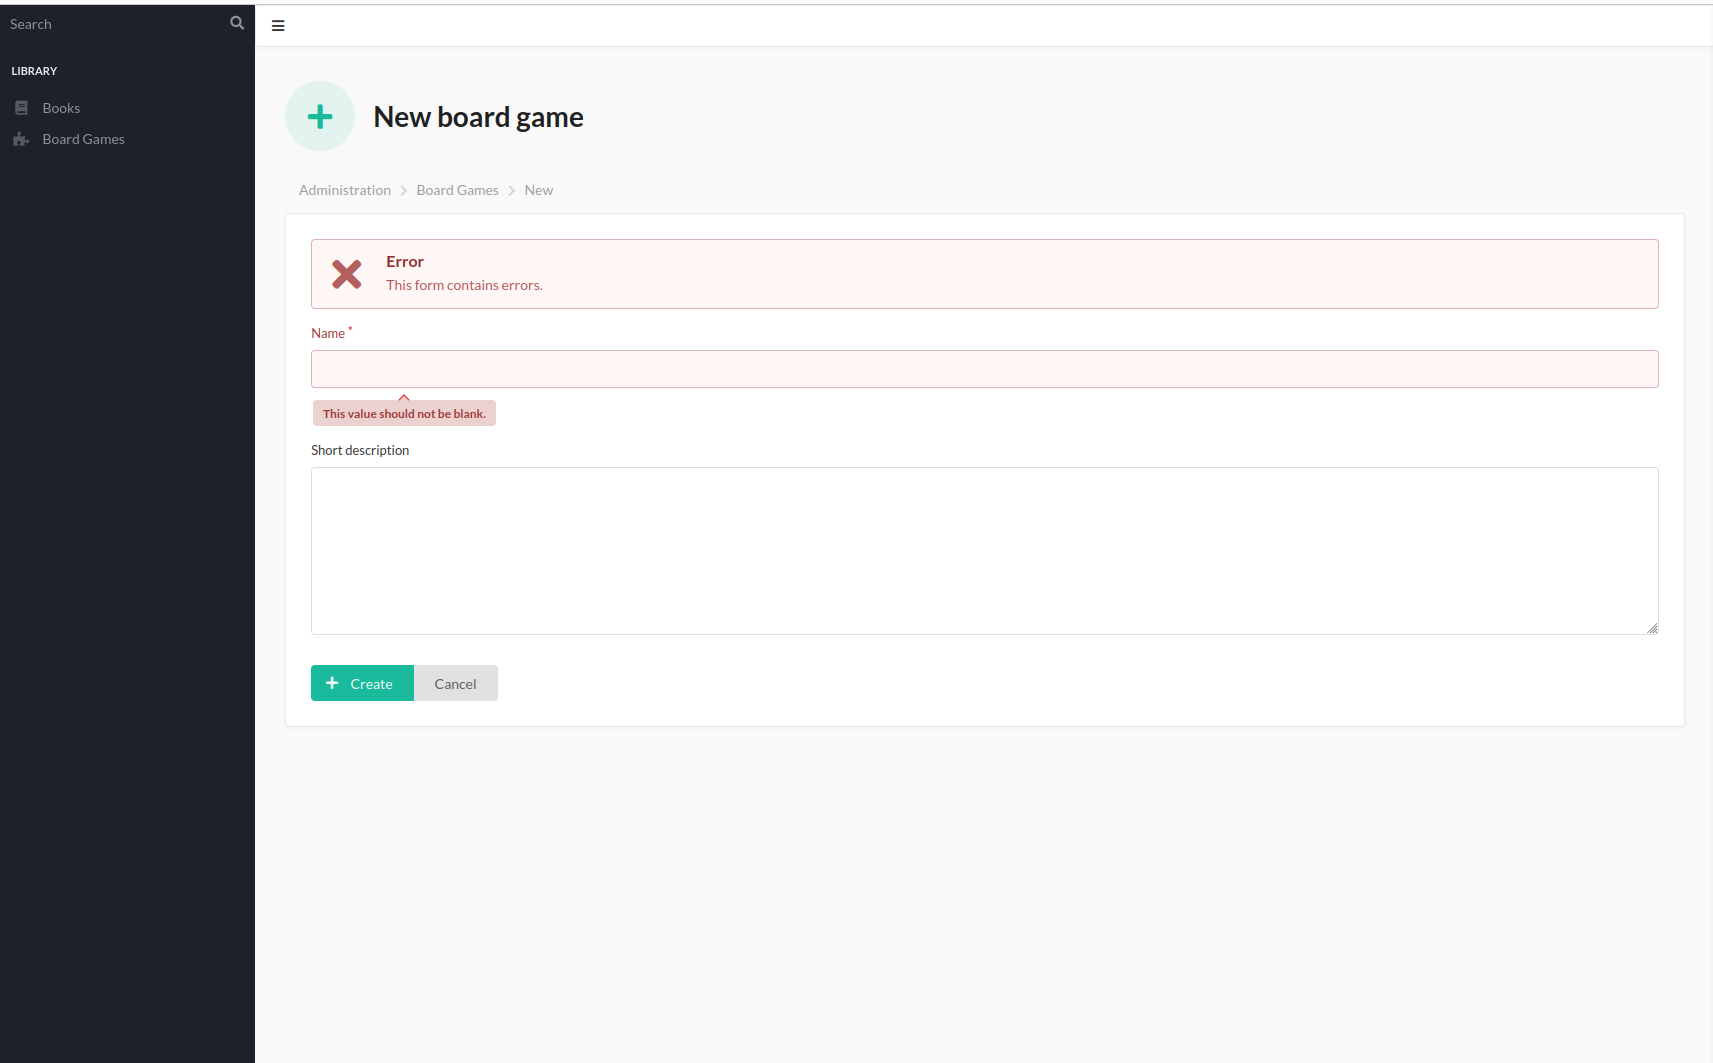 Search
LIBRARY
Books
Board Games
New board game
Administration > Board Games > New
Error
This form contains errors.
Name *
This value should not be blank.
Short description
Create
Cancel